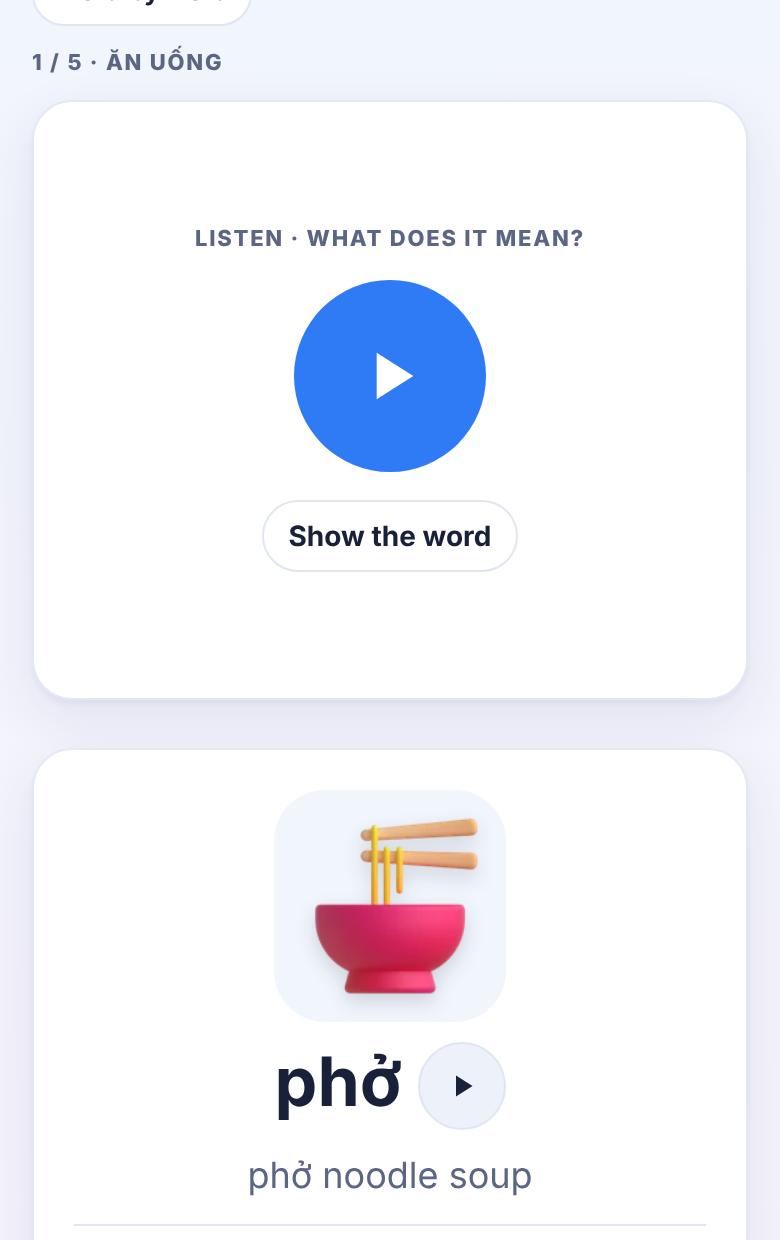 1 / 5 · ĂN UỐNG
LISTEN · WHAT DOES IT MEAN?
Show the word
phở
phở noodle soup